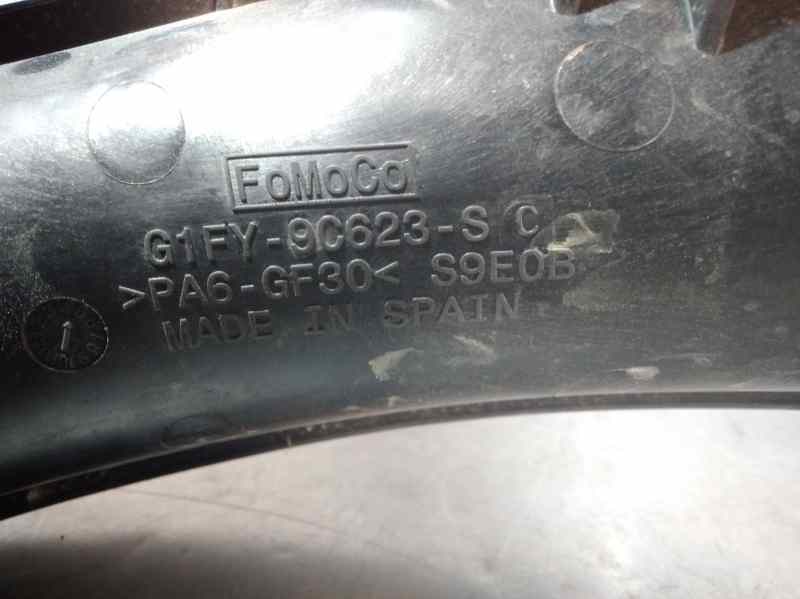 FoMoCo
G1FY-9C623-S C
>PA6-GF30< S9E0B
MADE IN SPAIN